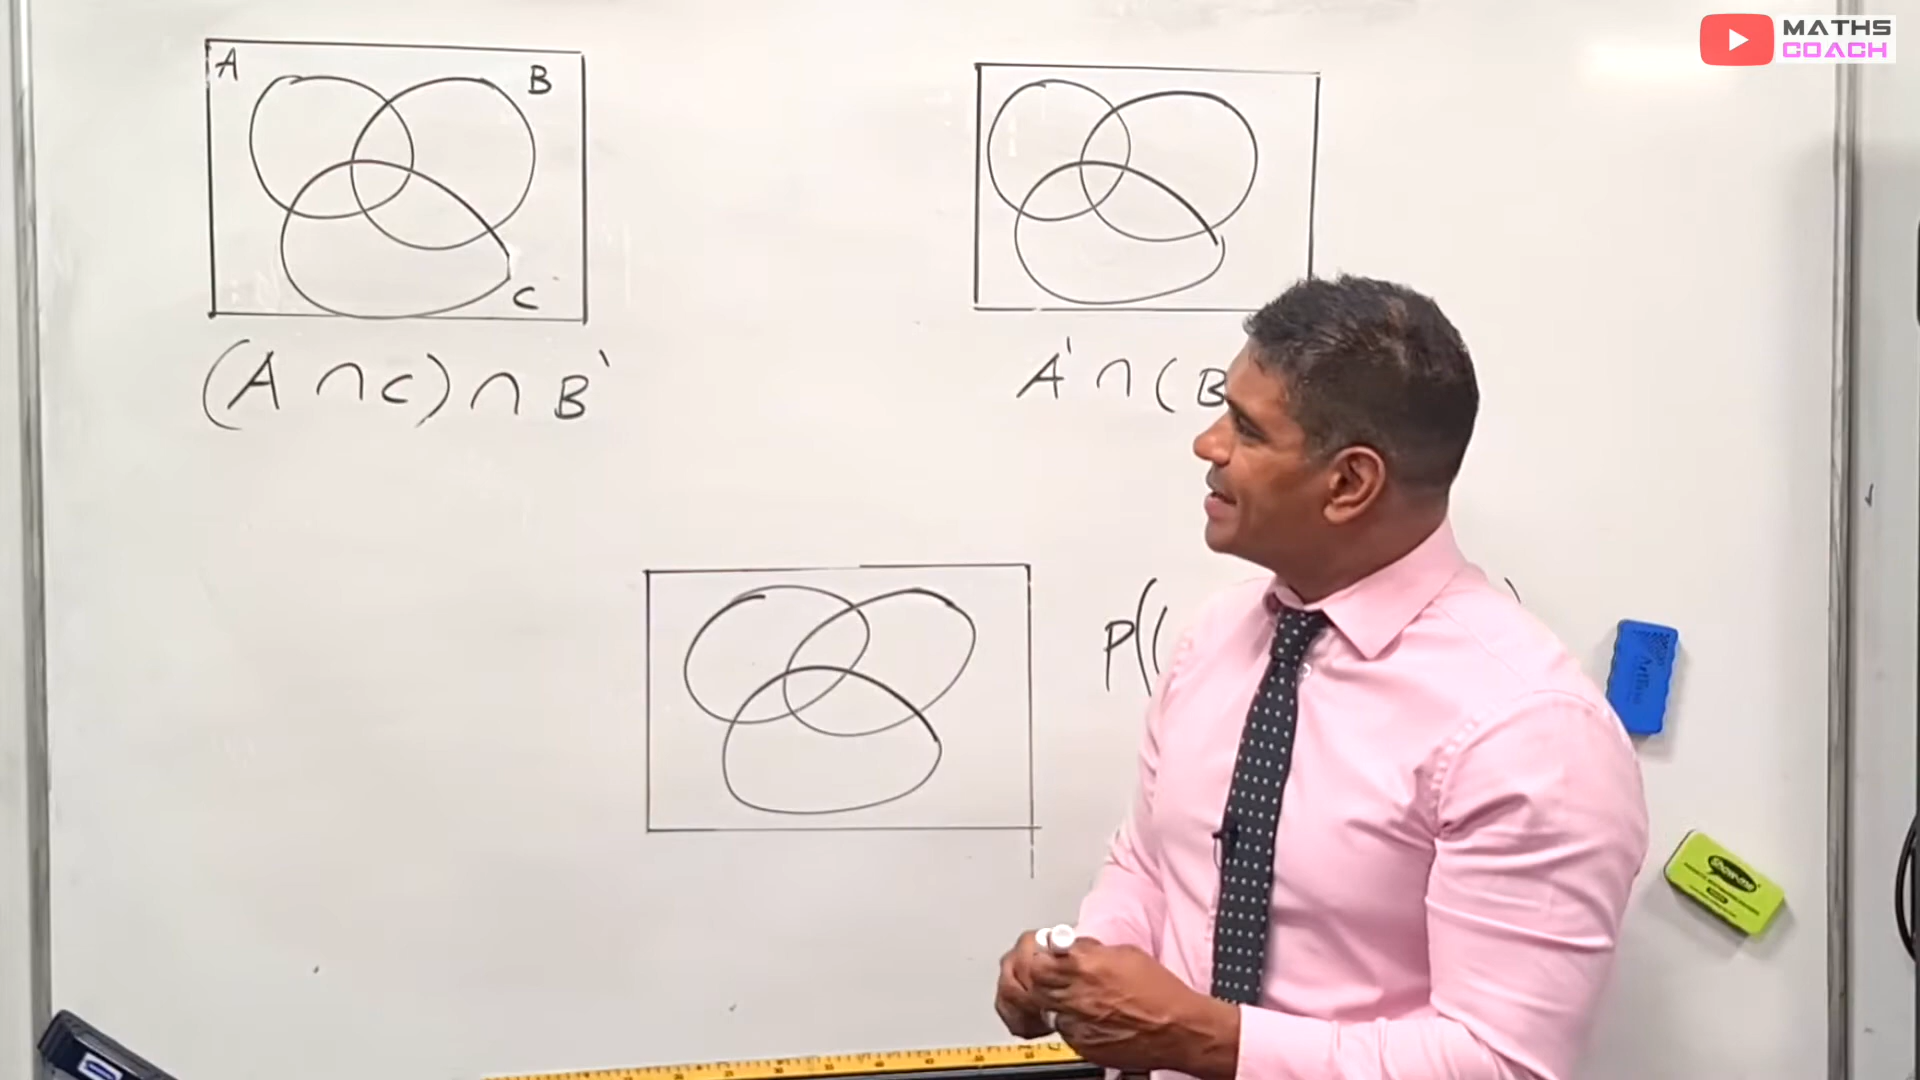 MATHS
COACH
A
B
C
(A ∩ C) ∩ B'
A' ∩ (B
P((
)